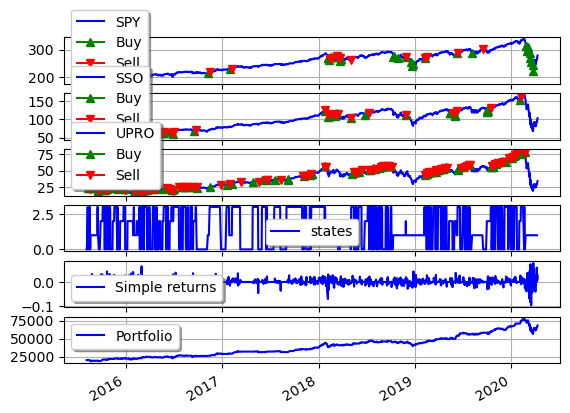 SPY
Buy
Sell
300
200
SSO
Buy
Sell
150
100
50
UPRO
Buy
Sell
75
50
25
2.5
0.0
states
0.0
−0.1
Simple returns
75000
50000
25000
Portfolio
2016
2017
2018
2019
2020